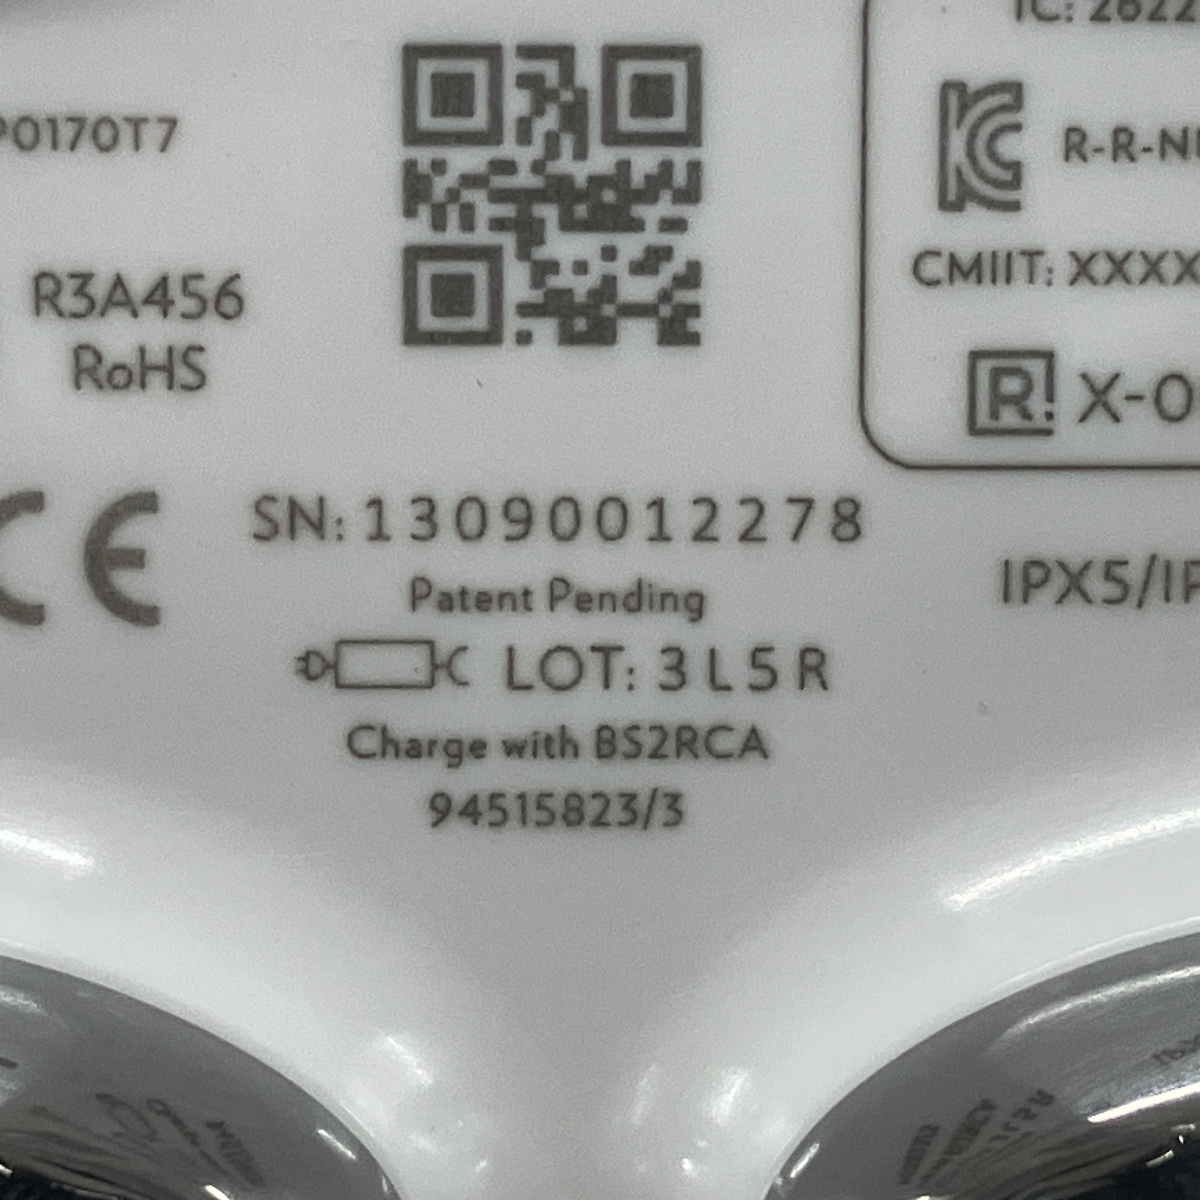 IC: 2622
P0170T7
R-R-N
R3A456
RoHS
CMIIT: XXXX
R! X-0
CE
SN: 13090012278
Patent Pending
IPX5/IP
LOT: 3L5R
Charge with BS2RCA
94515823/3